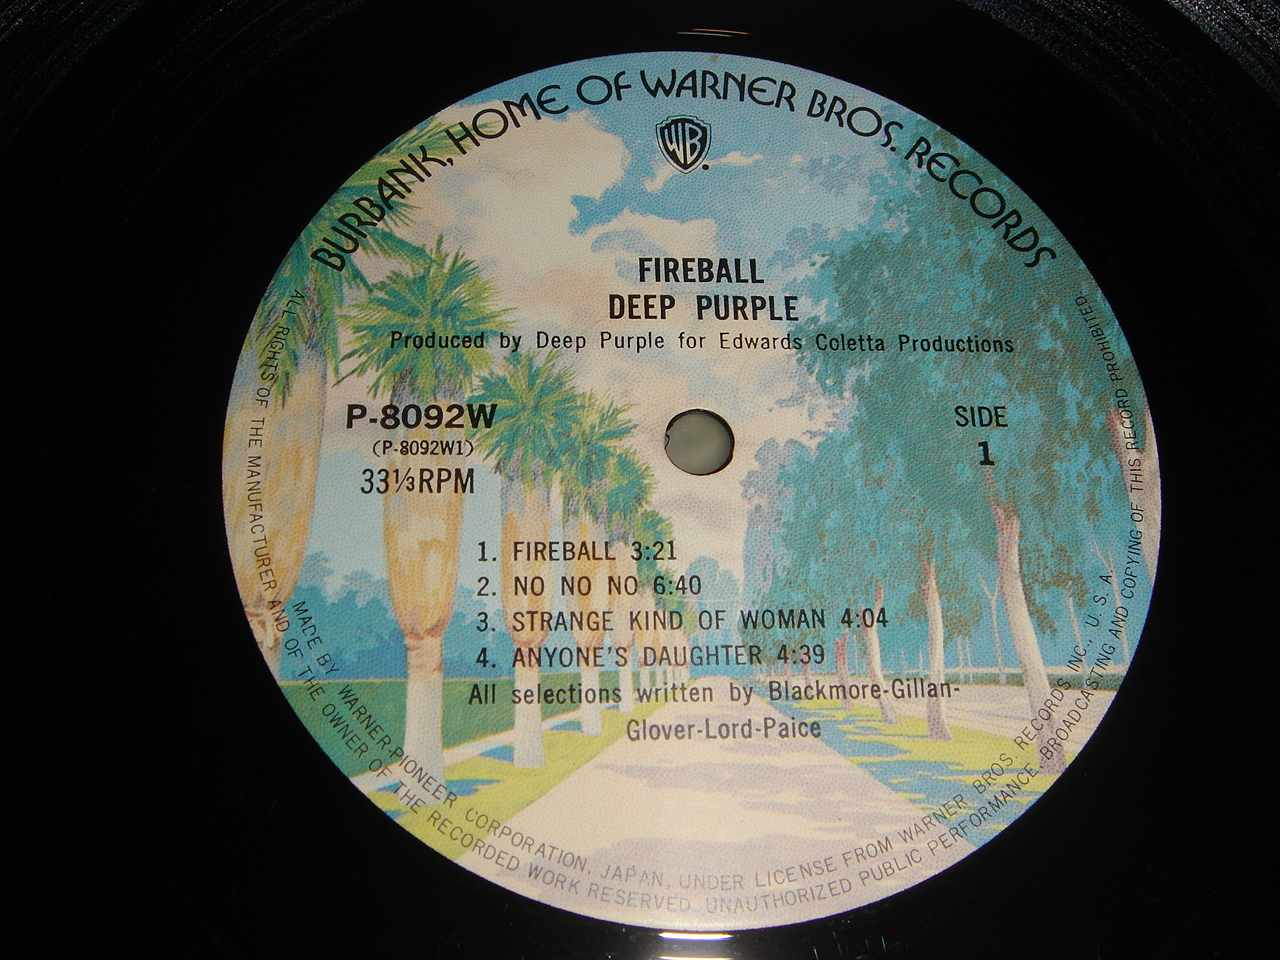 BURBANK, HOME OF WARNER BROS. RECORDS
WB
FIREBALL
DEEP PURPLE
Produced by Deep Purple for Edwards Coletta Productions
P-8092W
(P-8092W1)
33⅓RPM
SIDE
1
1. FIREBALL 3:21
2. NO NO NO 6:40
3. STRANGE KIND OF WOMAN 4:04
4. ANYONE'S DAUGHTER 4:39
All selections written by Blackmore-Gillan-
Glover-Lord-Paice
MADE BY WARNER-PIONEER CORPORATION, JAPAN, UNDER LICENSE FROM WARNER BROS. RECORDS INC., U. S. A.
ALL RIGHTS OF THE MANUFACTURER AND OF THE OWNER OF THE RECORDED WORK RESERVED. UNAUTHORIZED PUBLIC PERFORMANCE, BROADCASTING AND COPYING OF THIS RECORD PROHIBITED.